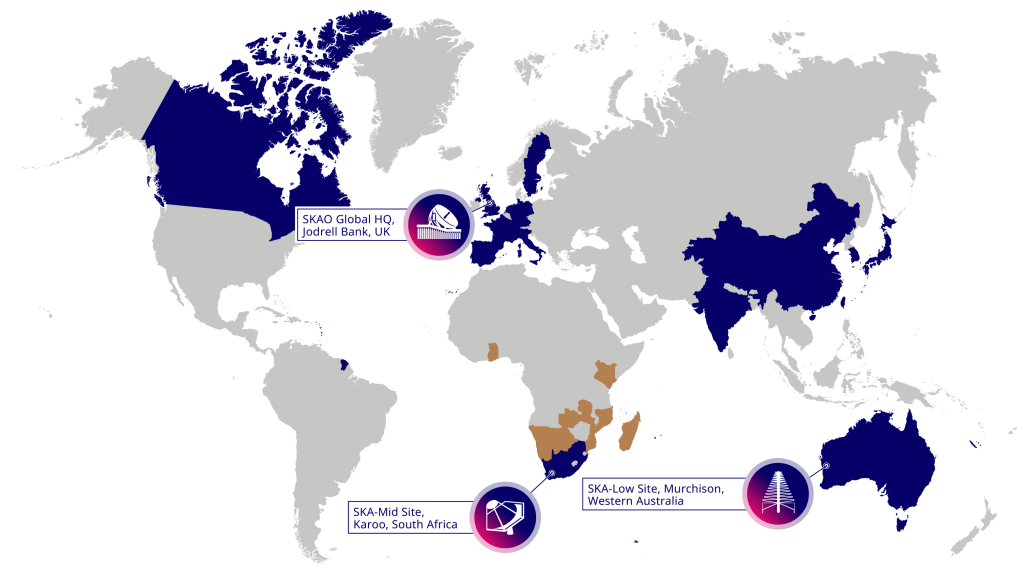 SKAO Global HQ,
Jodrell Bank, UK
SKA-Low Site, Murchison,
Western Australia
SKA-Mid Site,
Karoo, South Africa